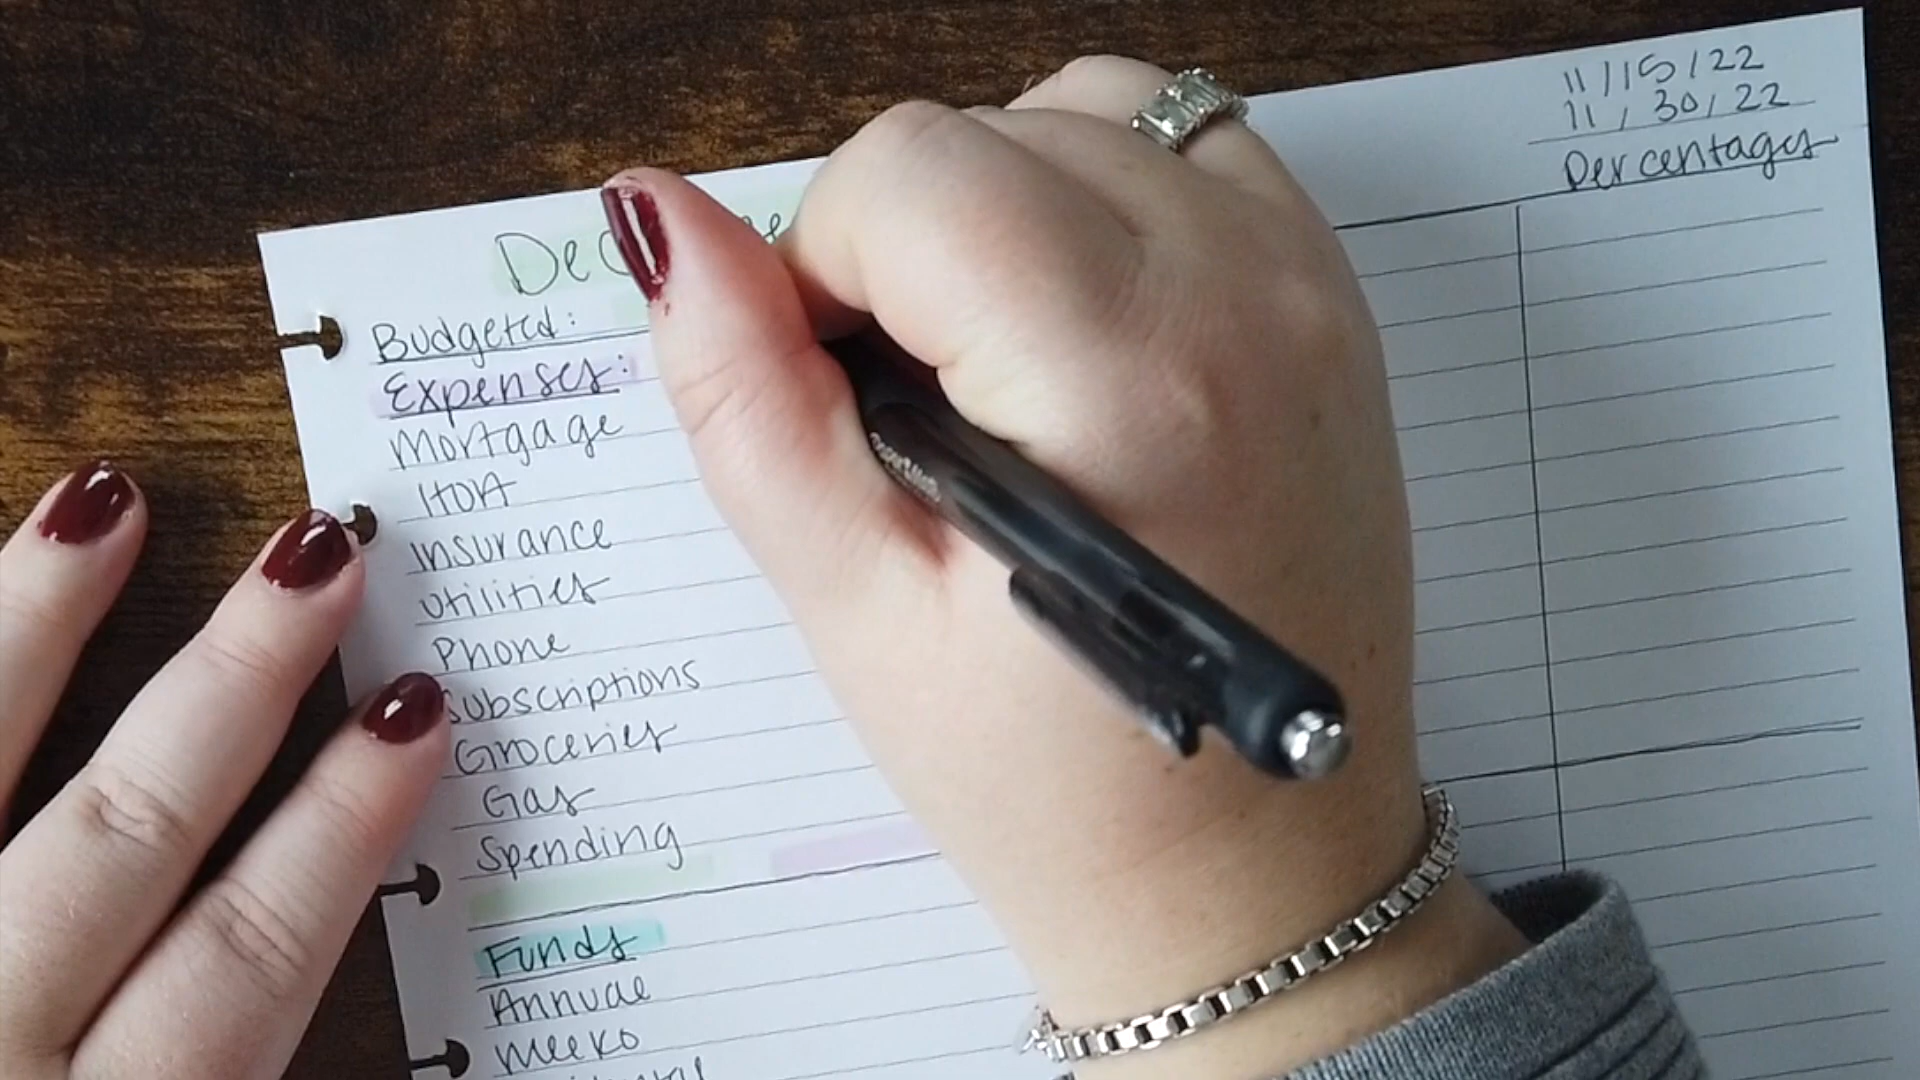 11/15/22
11/30/22
Percentages
Budgeted:
Expenses:
Mortgage
HOA
Insurance
Utilities
Phone
Subscriptions
Groceries
Gas
Spending
Funds
Annual
Meeko